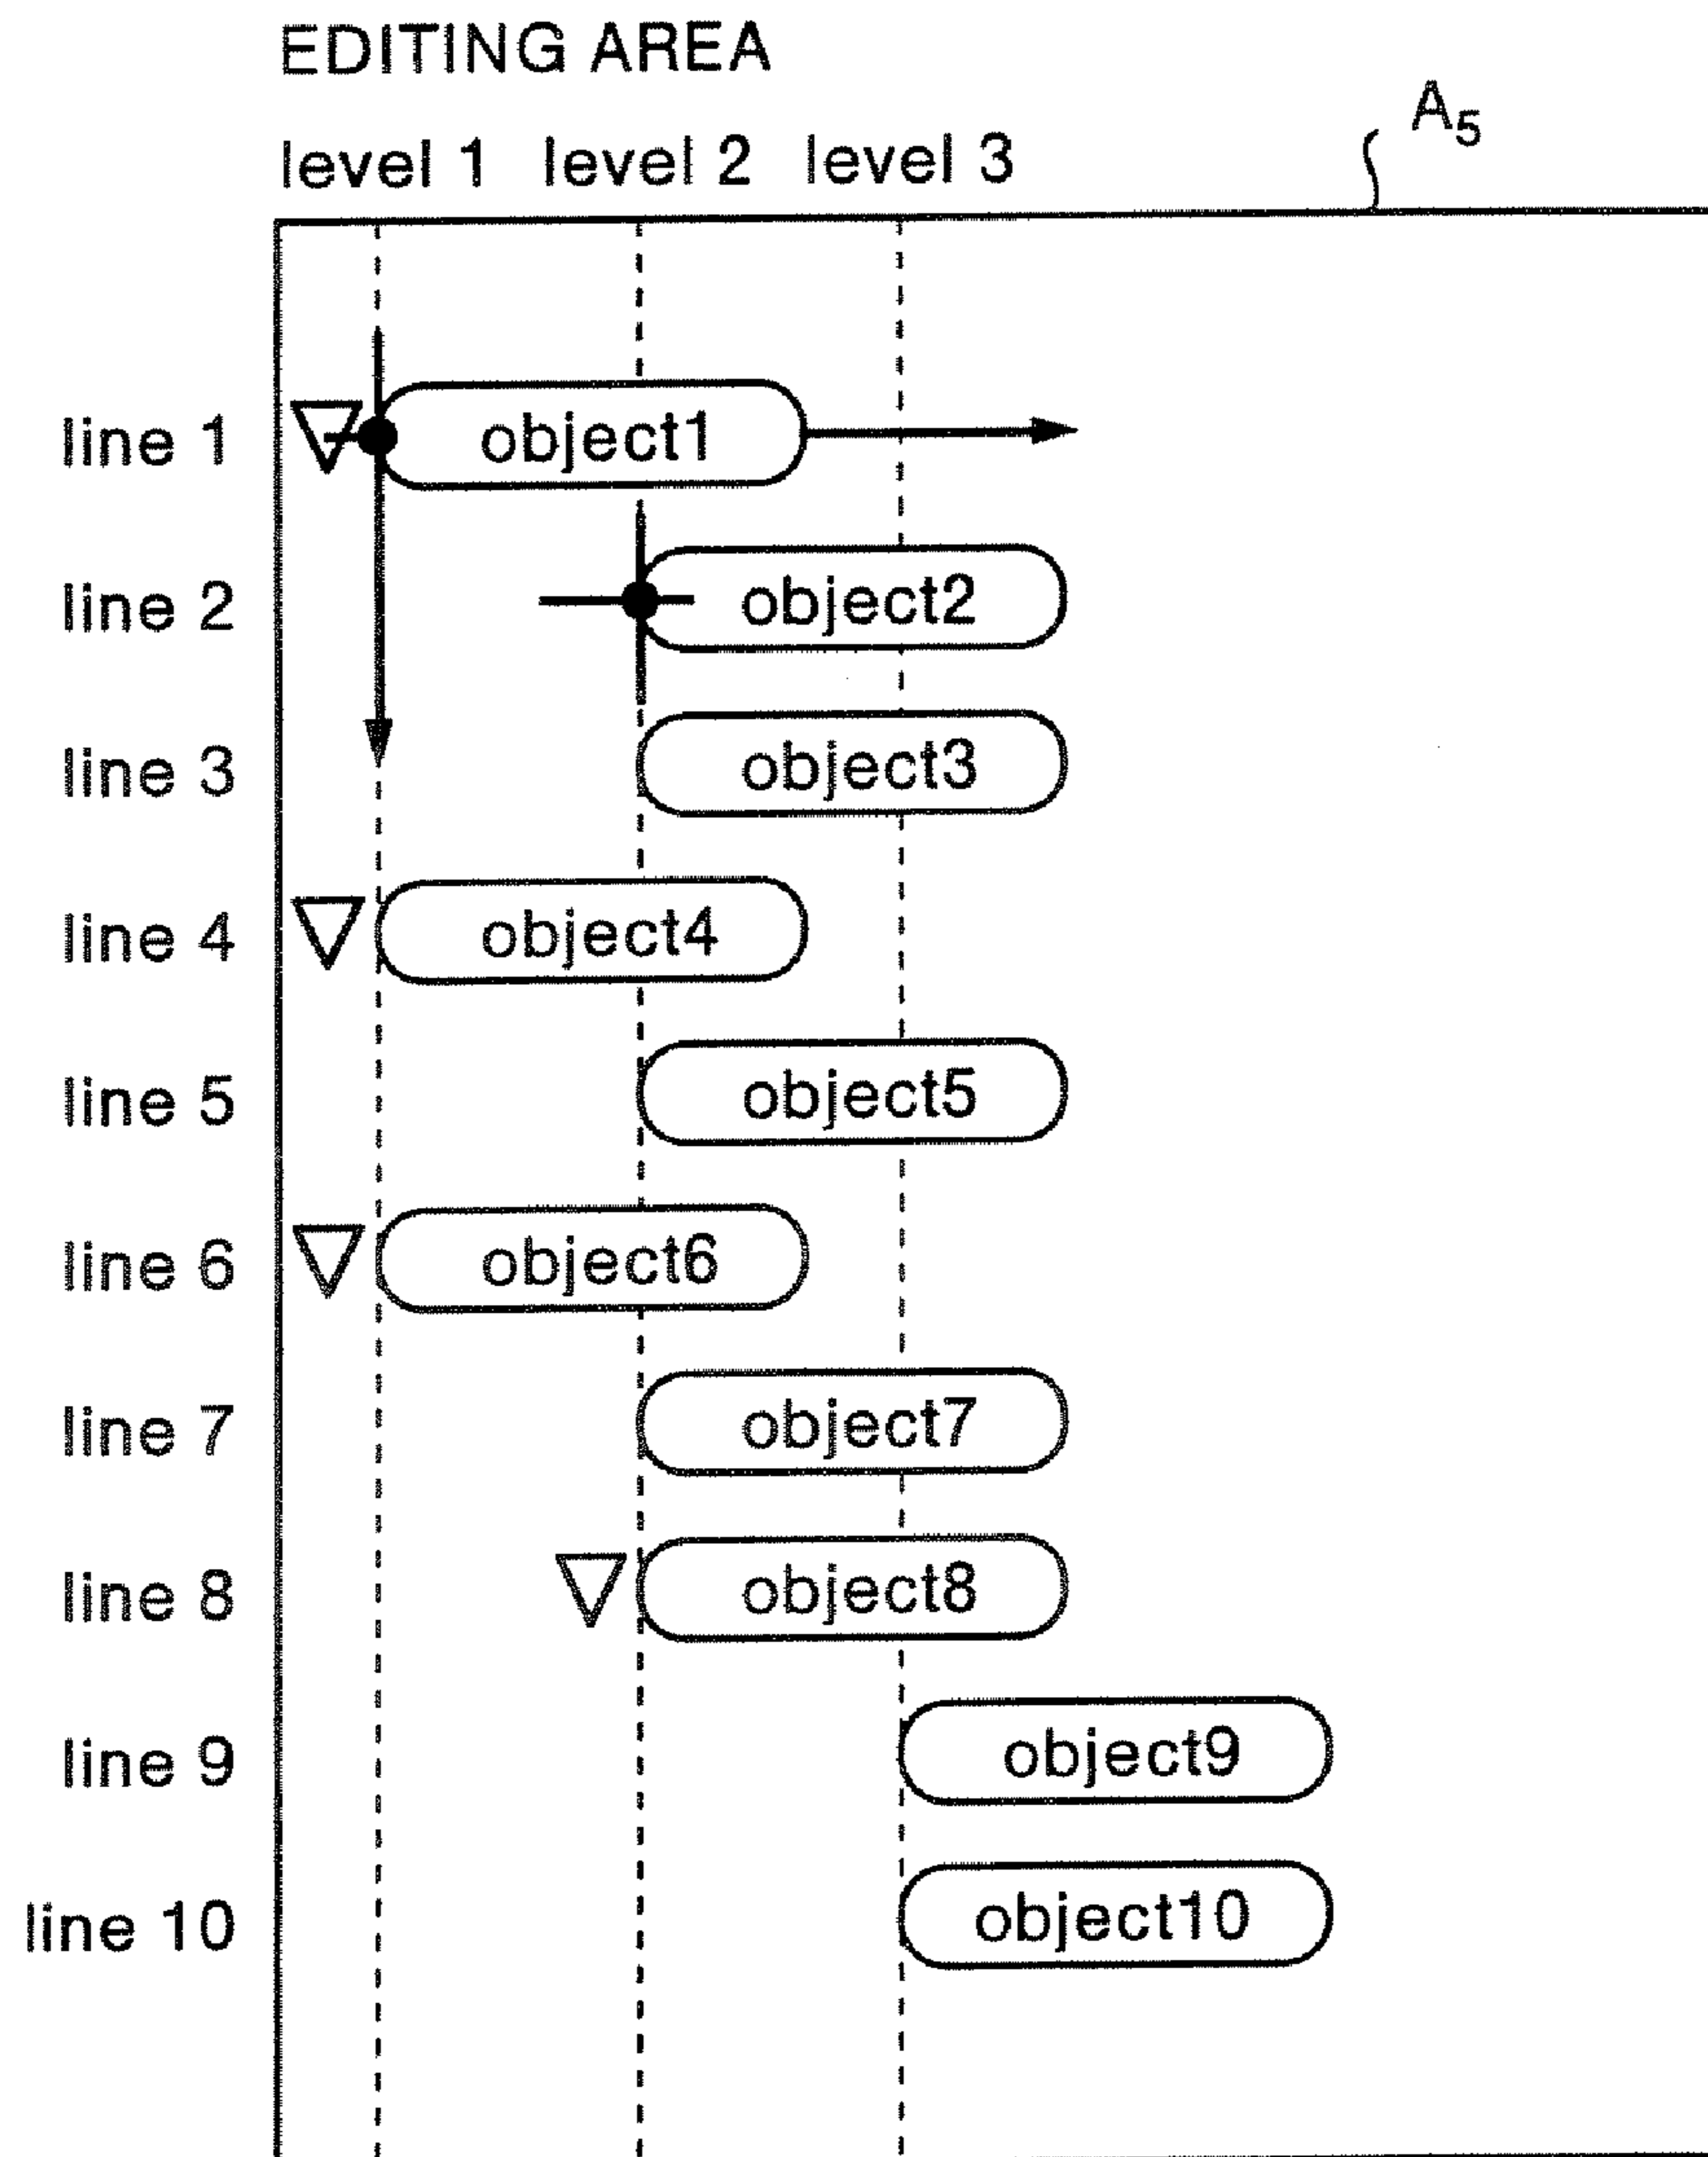 EDITING AREA
A5
level 1 level 2 level 3
line 1 object1
line 2 object2
line 3 object3
line 4 object4
line 5 object5
line 6 object6
line 7 object7
line 8 object8
line 9 object9
line 10 object10